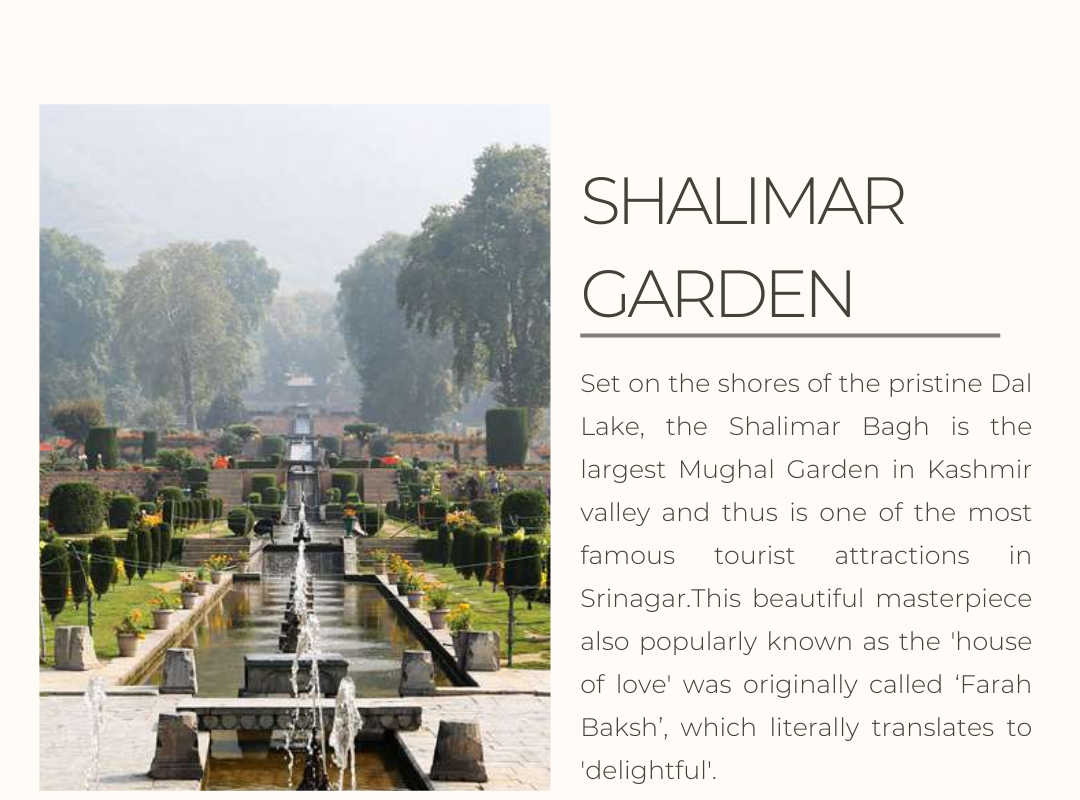 SHALIMAR
GARDEN
Set on the shores of the pristine Dal
Lake, the Shalimar Bagh is the
largest Mughal Garden in Kashmir
valley and thus is one of the most
famous tourist attractions in
Srinagar.This beautiful masterpiece
also popularly known as the 'house
of love' was originally called ‘Farah
Baksh’, which literally translates to
'delightful'.